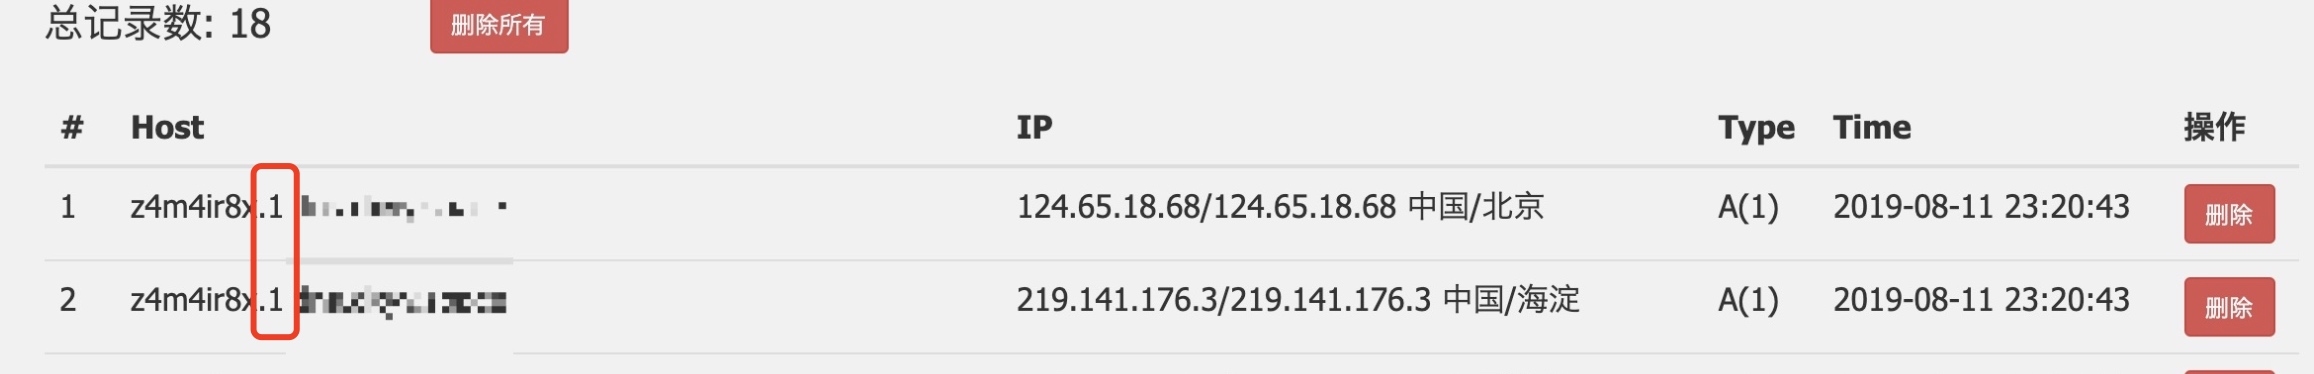 总记录数: 18 删除所有
# Host IP Type Time 操作
1 z4m4ir8x.1 124.65.18.68/124.65.18.68 中国/北京 A(1) 2019-08-11 23:20:43 删除
2 z4m4ir8x.1 219.141.176.3/219.141.176.3 中国/海淀 A(1) 2019-08-11 23:20:43 删除